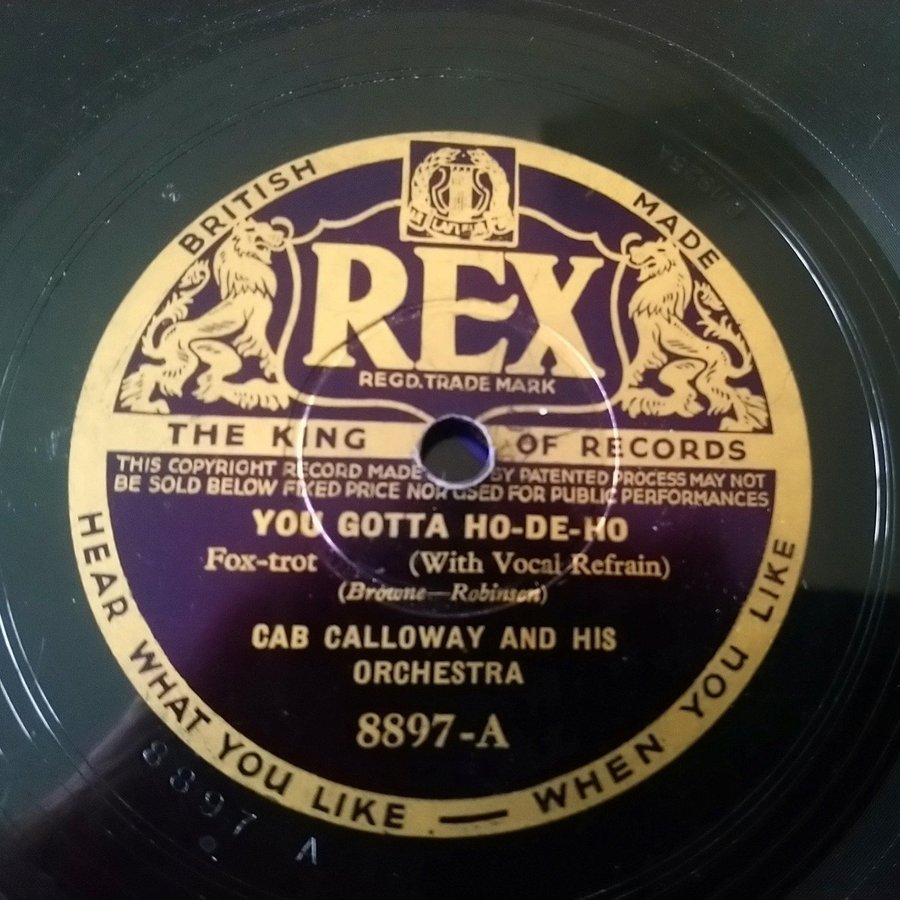 BRITISH MADE
REX
REGD. TRADE MARK
THE KING OF RECORDS
THIS COPYRIGHT RECORD MADE BY PATENTED PROCESS MAY NOT
BE SOLD BELOW FIXED PRICE NOR USED FOR PUBLIC PERFORMANCES
YOU GOTTA HO-DE-HO
Fox-trot (With Vocal Refrain)
(Browne—Robinson)
CAB CALLOWAY AND HIS
ORCHESTRA
8897-A
HEAR WHAT YOU LIKE — WHEN YOU LIKE
8897 A